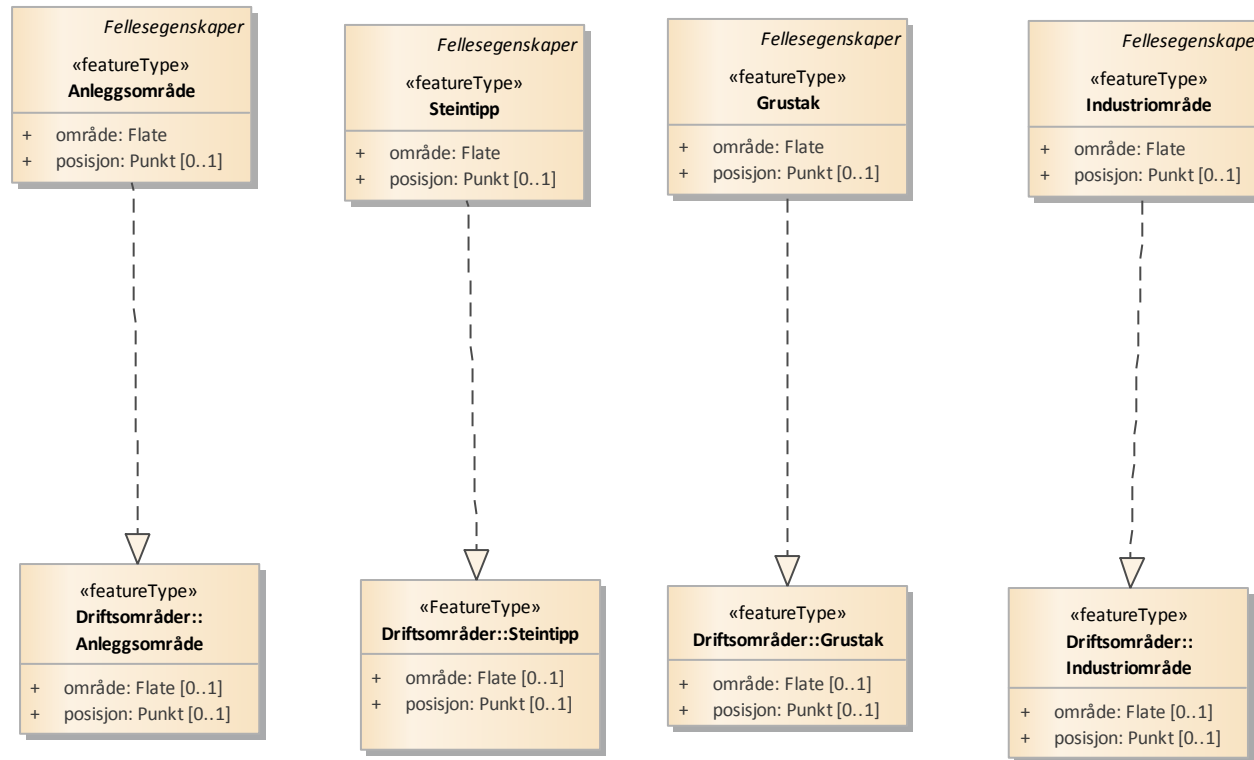 Fellesegenskaper
«featureType»
Anleggsområde
+ område: Flate
+ posisjon: Punkt [0..1]
Fellesegenskaper
«featureType»
Steintipp
+ område: Flate
+ posisjon: Punkt [0..1]
Fellesegenskaper
«featureType»
Grustak
+ område: Flate
+ posisjon: Punkt [0..1]
Fellesegenskape
«featureType»
Industriområde
+ område: Flate
+ posisjon: Punkt [0..1]
«featureType»
Driftsområder::
Anleggsområde
+ område: Flate [0..1]
+ posisjon: Punkt [0..1]
«FeatureType»
Driftsområder::Steintipp
+ område: Flate [0..1]
+ posisjon: Punkt [0..1]
«featureType»
Driftsområder::Grustak
+ område: Flate [0..1]
+ posisjon: Punkt [0..1]
«featureType»
Driftsområder::
Industriområde
+ område: Flate [0..1]
+ posisjon: Punkt [0..1]